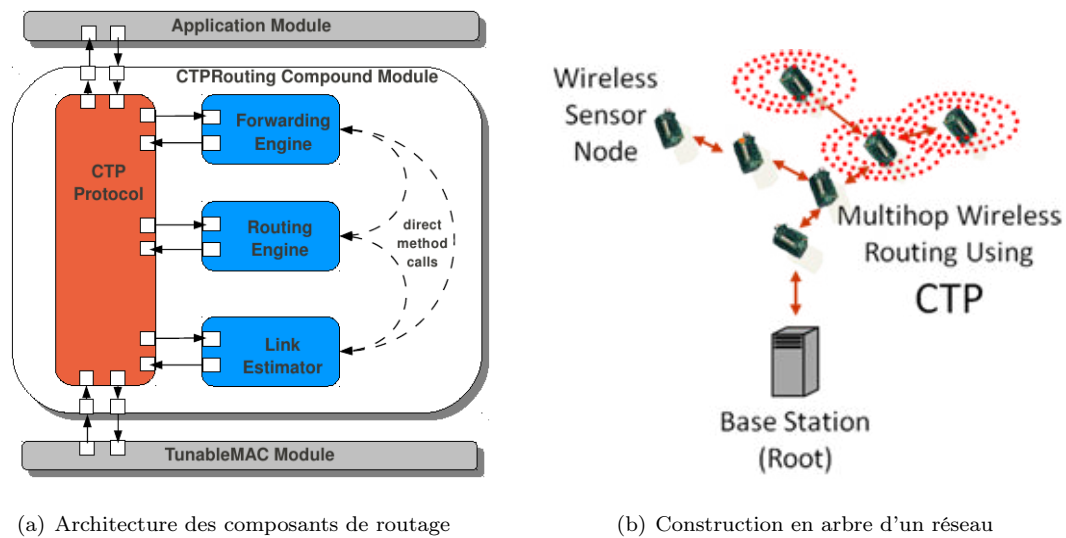 Application Module
CTPRouting Compound Module
CTP
Protocol
Forwarding
Engine
Routing
Engine
Link
Estimator
direct
method
calls
TunableMAC Module
(a) Architecture des composants de routage
Wireless
Sensor
Node
Multihop Wireless
Routing Using
CTP
Base Station
(Root)
(b) Construction en arbre d'un réseau